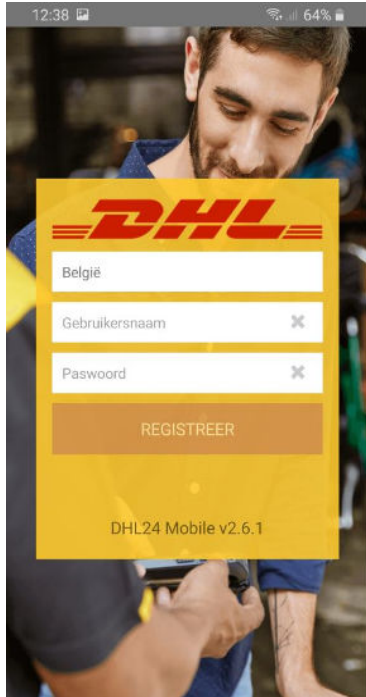 12:38 64%
DHL
België
Gebruikersnaam
Paswoord
REGISTREER
DHL24 Mobile v2.6.1